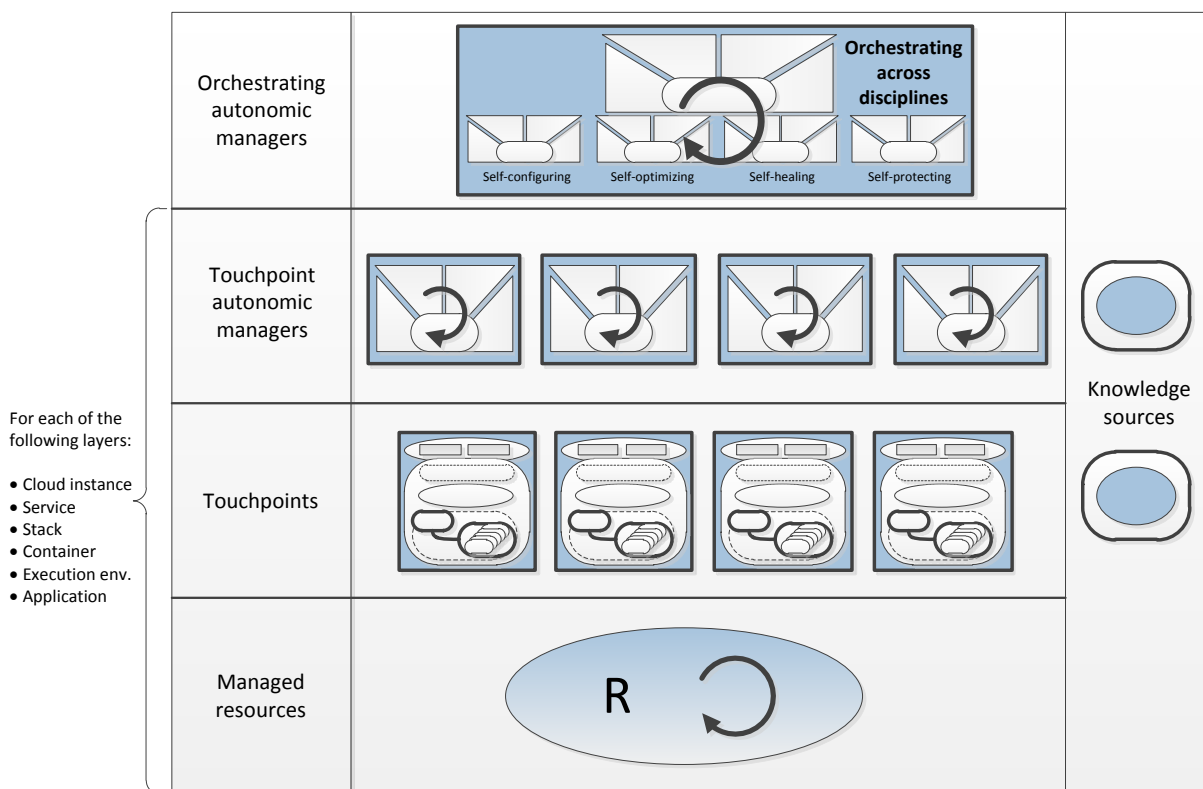 Orchestrating
autonomic
managers
Orchestrating
across
disciplines
Self-configuring
Self-optimizing
Self-healing
Self-protecting
Touchpoint
autonomic
managers
Knowledge
sources
For each of the
following layers:
• Cloud instance
• Service
• Stack
• Container
• Execution env.
• Application
Touchpoints
Managed
resources
R